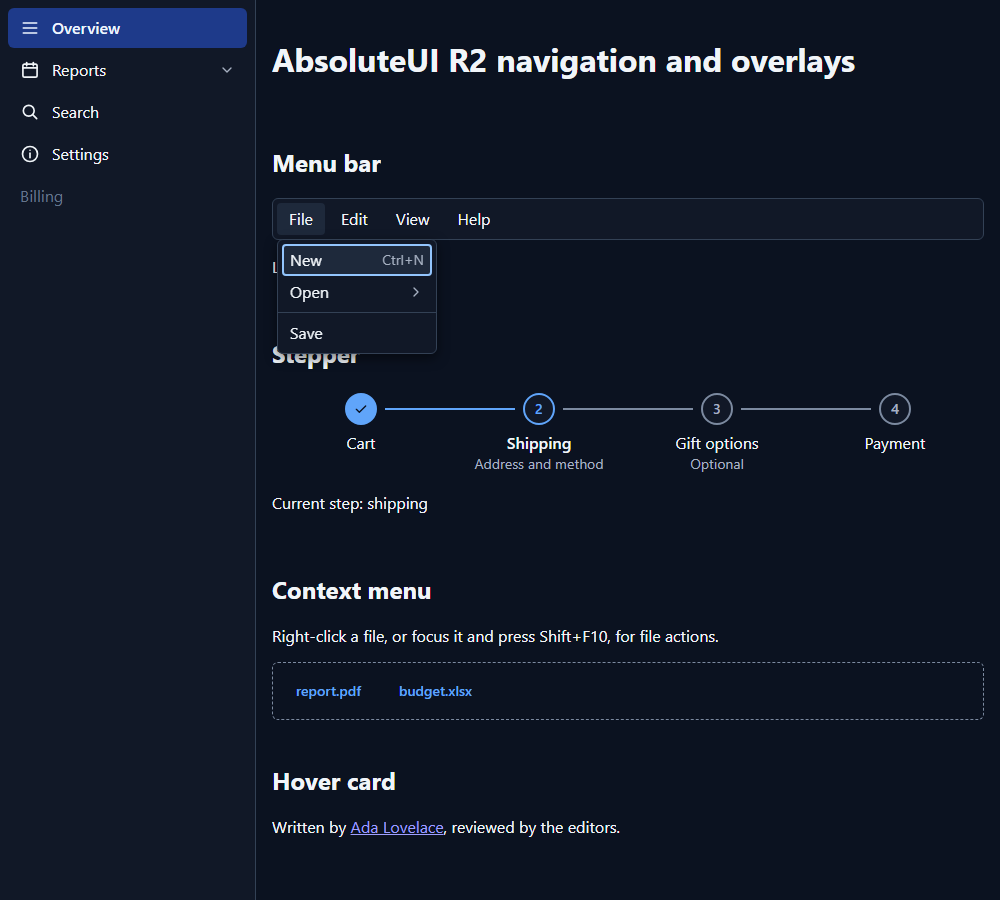 Overview
Reports
Search
Settings
Billing
AbsoluteUI R2 navigation and overlays
Menu bar
File Edit View Help
New Ctrl+N
Open
Save
Stepper
2 3 4
Cart Shipping Gift options Payment
Address and method Optional
Current step: shipping
Context menu
Right-click a file, or focus it and press Shift+F10, for file actions.
report.pdf budget.xlsx
Hover card
Written by Ada Lovelace, reviewed by the editors.